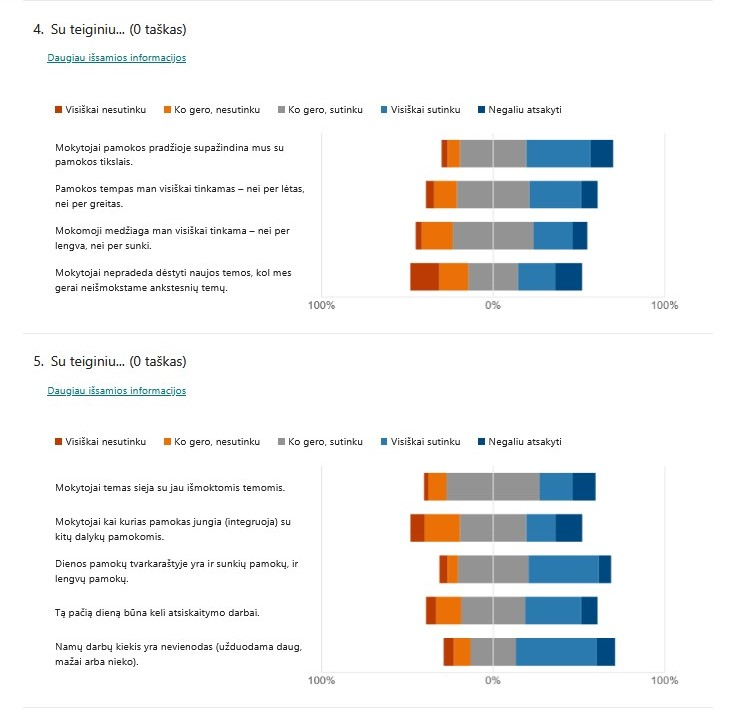 4. Su teiginiu... (0 taškas)
Daugiau išsamios informacijos
Visiškai nesutinku Ko gero, nesutinku Ko gero, sutinku Visiškai sutinku Negaliu atsakyti
Mokytojai pamokos pradžioje supažindina mus su
pamokos tikslais.
Pamokos tempas man visiškai tinkamas – nei per lėtas,
nei per greitas.
Mokomoji medžiaga man visiškai tinkama – nei per
lengva, nei per sunki.
Mokytojai nepradeda dėstyti naujos temos, kol mes
gerai neišmokstame ankstesnių temų.
100% 0% 100%
5. Su teiginiu... (0 taškas)
Daugiau išsamios informacijos
Visiškai nesutinku Ko gero, nesutinku Ko gero, sutinku Visiškai sutinku Negaliu atsakyti
Mokytojai temas sieja su jau išmoktomis temomis.
Mokytojai kai kurias pamokas jungia (integruoja) su
kitų dalykų pamokomis.
Dienos pamokų tvarkaraštyje yra ir sunkių pamokų, ir
lengvų pamokų.
Tą pačią dieną būna keli atsiskaitymo darbai.
Namų darbų kiekis yra nevienodas (užduodama daug,
mažai arba nieko).
100% 0% 100%